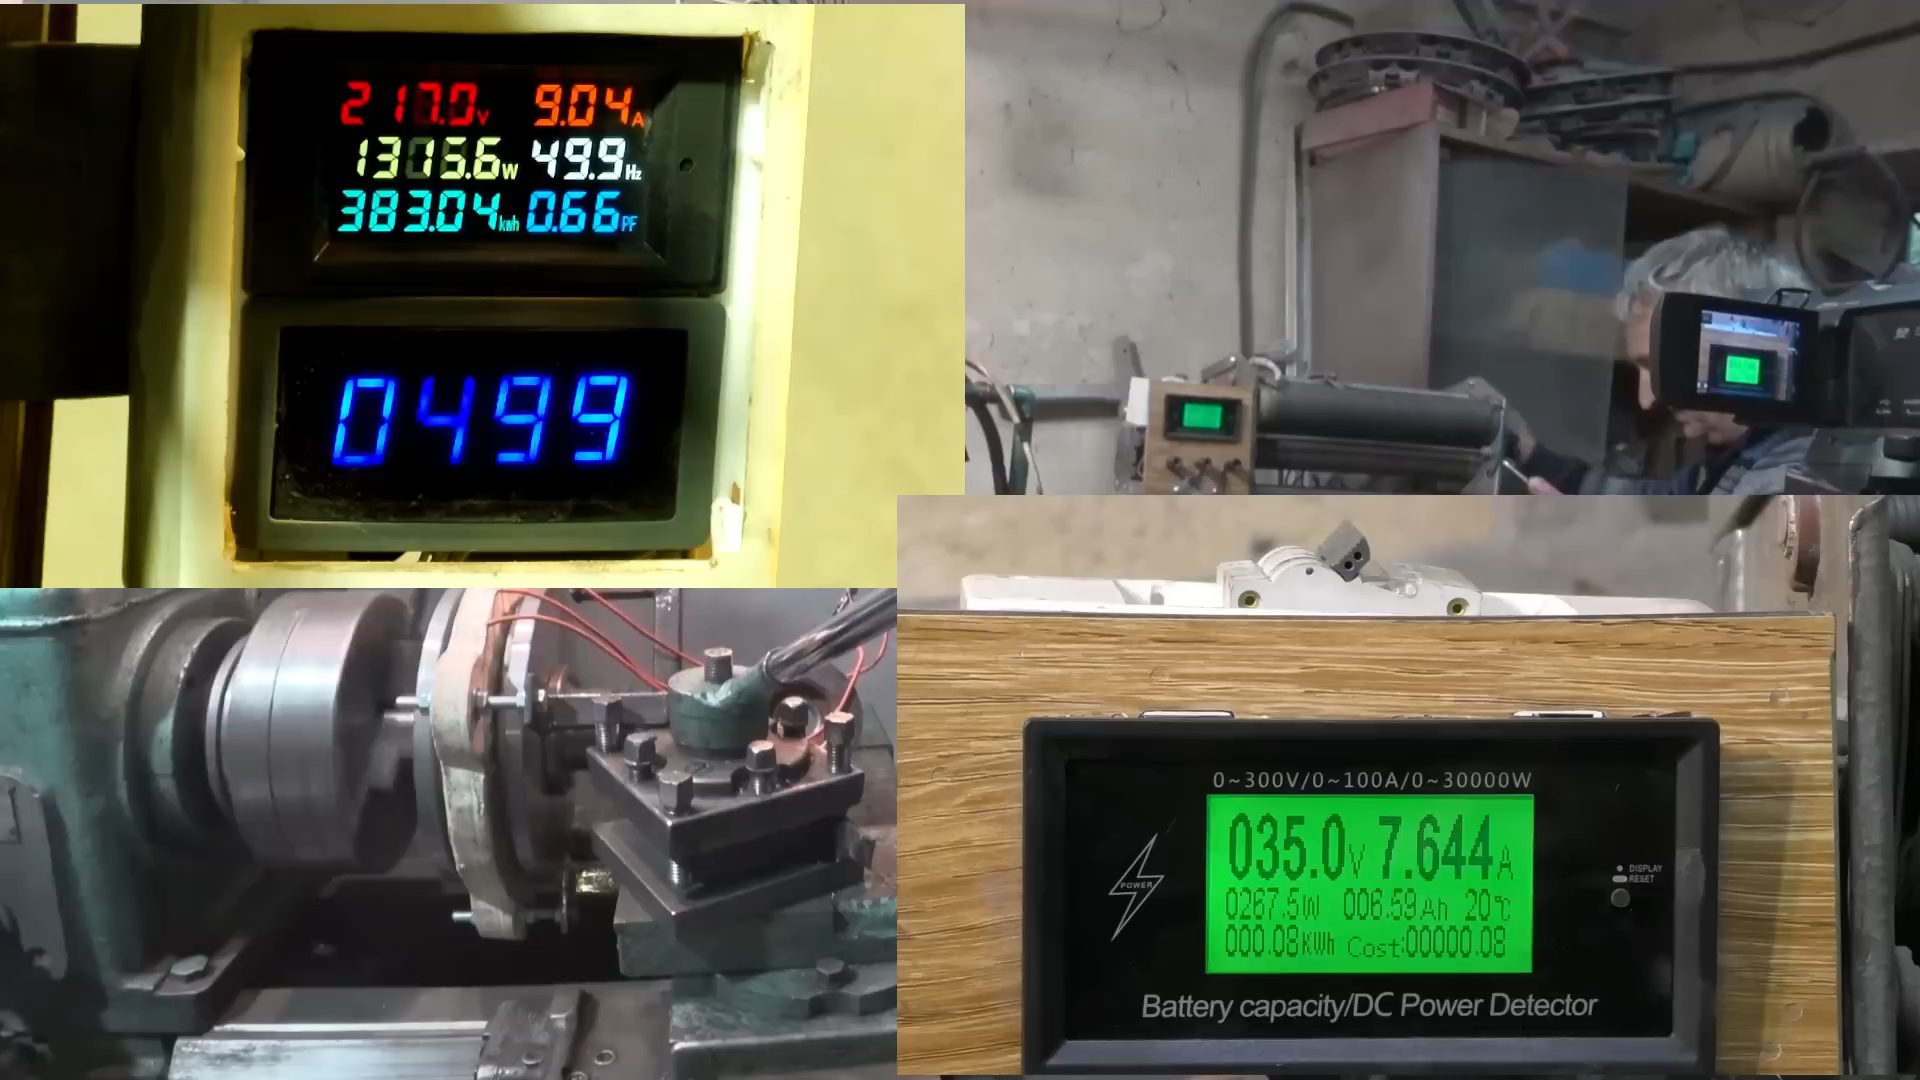 217.0V 9.04A
1315.6W 49.9Hz
383.04kWh 0.66PF
0499
0~300V/0~100A/0~30000W
035.0V 7.644A
0267.5W 006.59Ah 20℃
000.08KWh Cost:00000.08
POWER
DISPLAY
RESET
Battery capacity/DC Power Detector